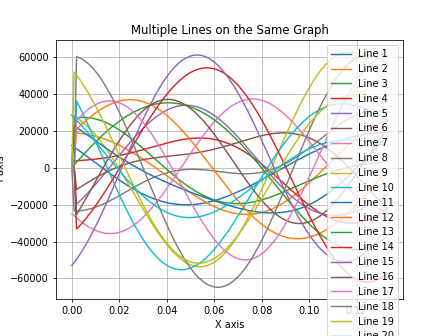 Multiple Lines on the Same Graph
60000
40000
20000
0
−20000
−40000
−60000
0.00
0.02
0.04
0.06
0.08
0.10
X axis
Line 1
Line 2
Line 3
Line 4
Line 5
Line 6
Line 7
Line 8
Line 9
Line 10
Line 11
Line 12
Line 13
Line 14
Line 15
Line 16
Line 17
Line 18
Line 19
Line 20